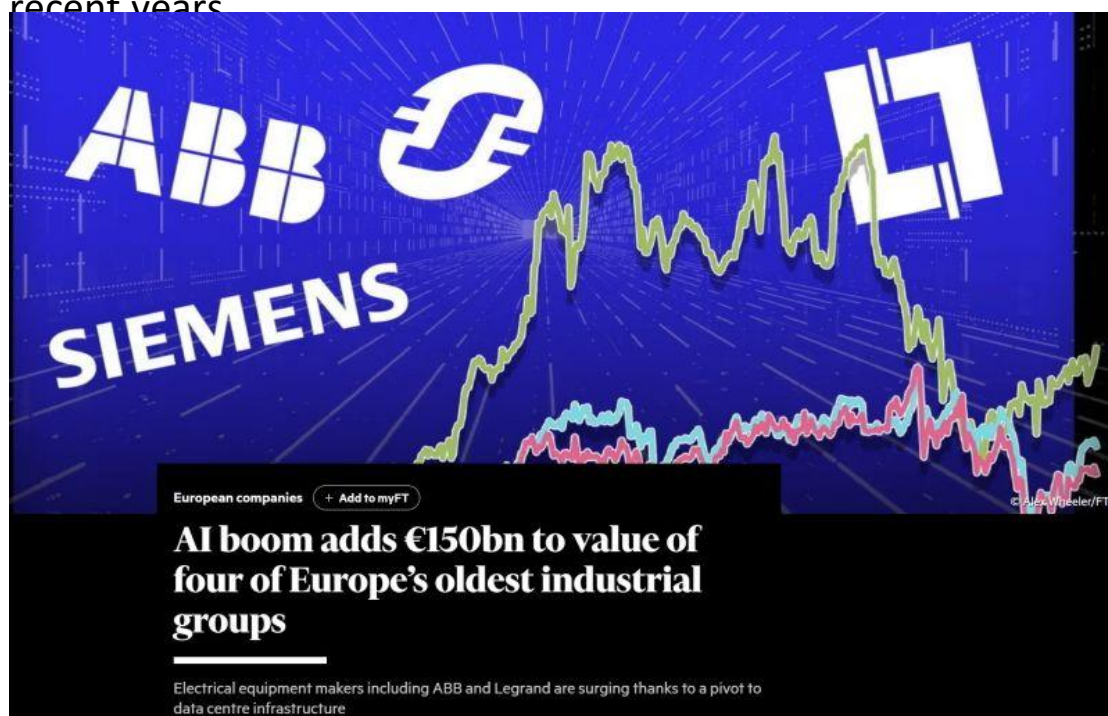 recent years
ABB
SIEMENS
© Alex Wheeler/FT
European companies + Add to myFT
AI boom adds €150bn to value of
four of Europe’s oldest industrial
groups
Electrical equipment makers including ABB and Legrand are surging thanks to a pivot to
data centre infrastructure